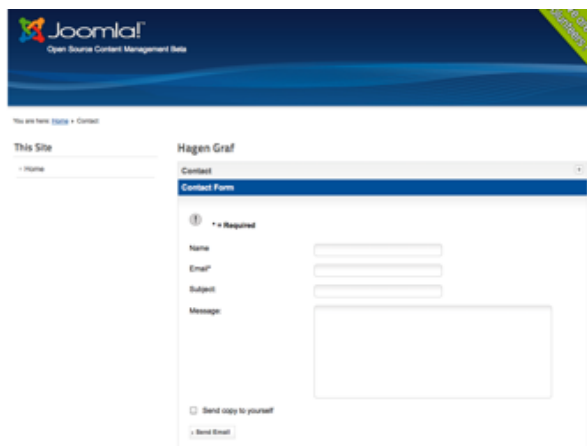 Joomla!
Open Source Content Management Beta
volunteers
You are here: Home » Contact
This Site
Home
Hagen Graf
Contact
Contact Form
* = Required
Name
Email*
Subject:
Message:
Send copy to yourself
Send Email